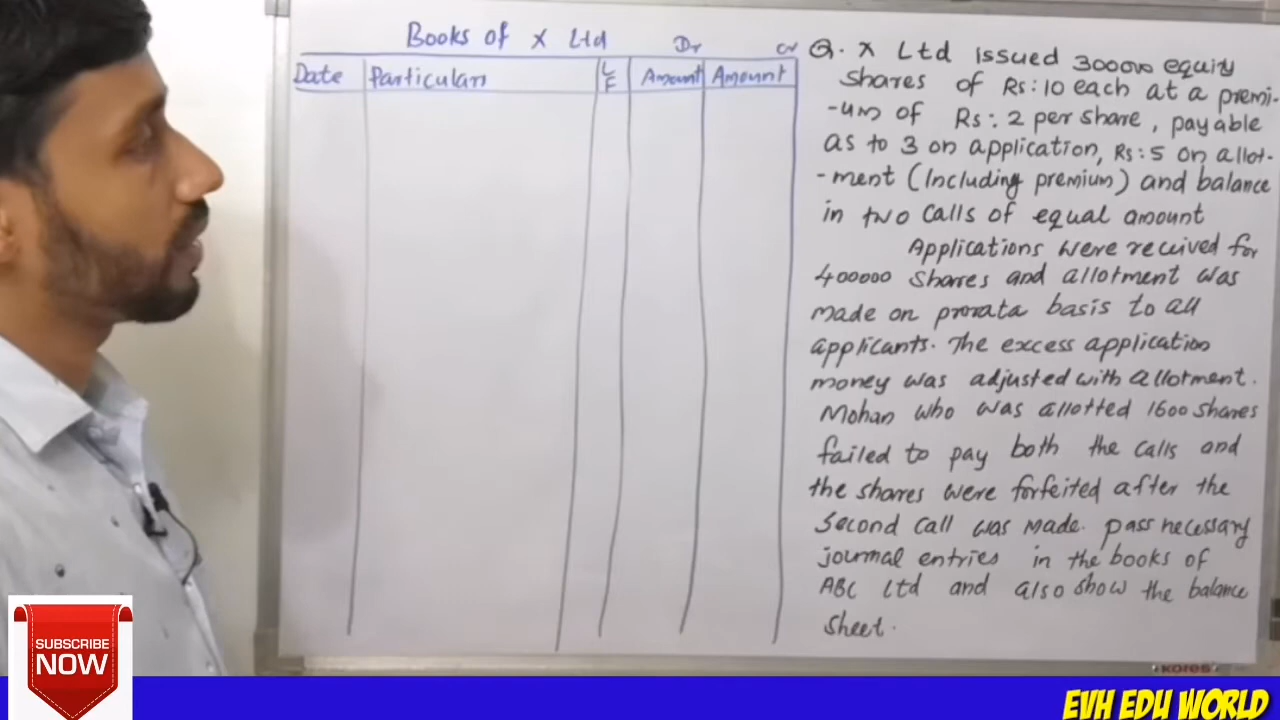 Books of X Ltd
Dr
Cr
Date
Particulars
L
F
Amount
Amount
Q. X Ltd issued 300000 equity
shares of Rs:10 each at a premi-
-um of Rs:2 per share, payable
as to 3 on application, Rs:5 on allot-
-ment (Including premium) and balance
in two calls of equal amount
Applications were received for
400000 shares and allotment was
made on prorata basis to all
applicants. The excess application
money was adjusted with allotment.
Mohan who was allotted 1600 shares
failed to pay both the calls and
the shares were forfeited after the
Second call was made. pass necessary
journal entries in the books of
ABC Ltd and also show the balance
sheet.
kores
SUBSCRIBE
NOW
EVH EDU WORLD